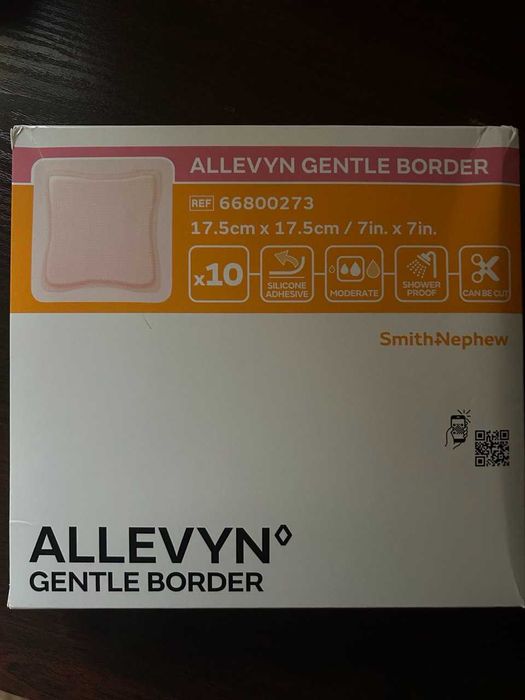 ALLEVYN GENTLE BORDER
REF 66800273
17.5cm x 17.5cm / 7in. x 7in.
x10
SILICONE
ADHESIVE
MODERATE
SHOWER
PROOF
CAN BE CUT
Smith+Nephew
ALLEVYN◊
GENTLE BORDER